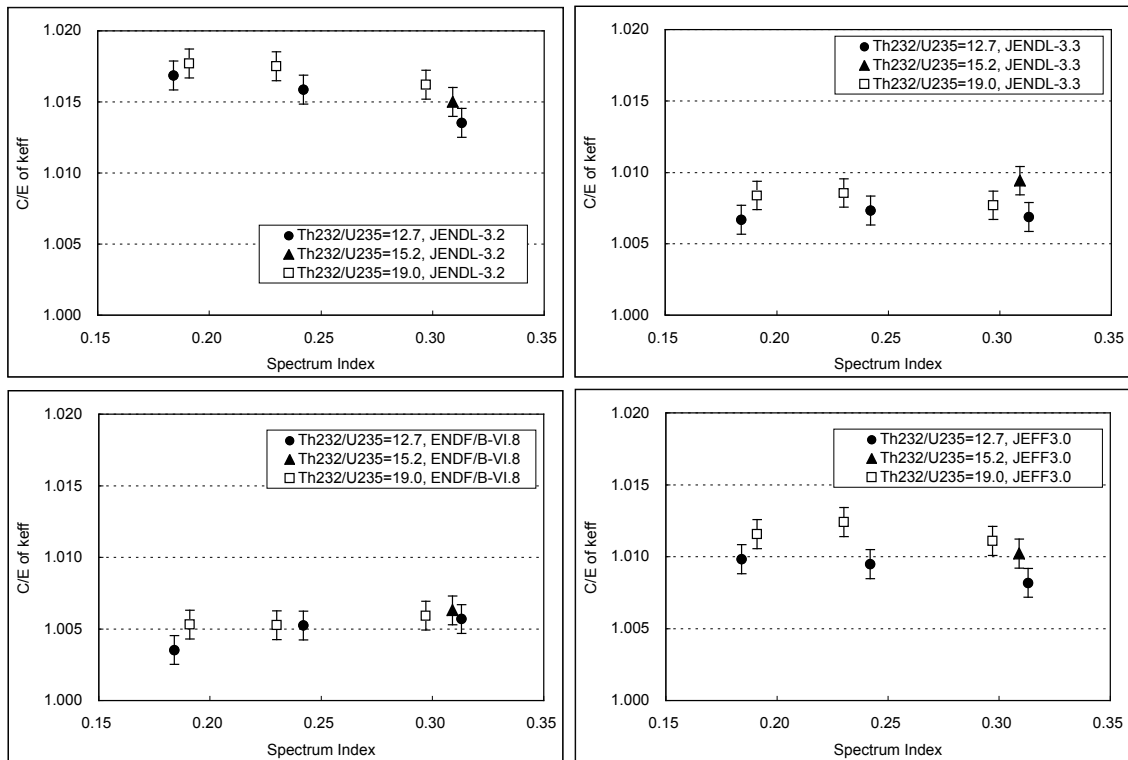 1.020
1.015
1.010
1.005
1.000
C/E of keff
Th232/U235=12.7, JENDL-3.2
Th232/U235=15.2, JENDL-3.2
Th232/U235=19.0, JENDL-3.2
0.15 0.20 0.25 0.30 0.35
Spectrum Index
1.020
1.015
1.010
1.005
1.000
C/E of keff
Th232/U235=12.7, JENDL-3.3
Th232/U235=15.2, JENDL-3.3
Th232/U235=19.0, JENDL-3.3
0.15 0.20 0.25 0.30 0.35
Spectrum Index
1.020
1.015
1.010
1.005
1.000
C/E of keff
Th232/U235=12.7, ENDF/B-VI.8
Th232/U235=15.2, ENDF/B-VI.8
Th232/U235=19.0, ENDF/B-VI.8
0.15 0.20 0.25 0.30 0.35
Spectrum Index
1.020
1.015
1.010
1.005
1.000
C/E of keff
Th232/U235=12.7, JEFF3.0
Th232/U235=15.2, JEFF3.0
Th232/U235=19.0, JEFF3.0
0.15 0.20 0.25 0.30 0.35
Spectrum Index